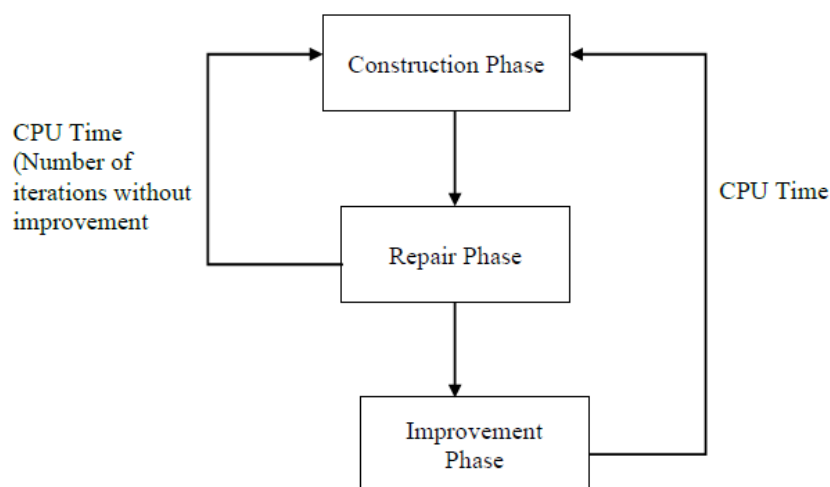 Construction Phase
CPU Time
(Number of
iterations without
improvement
CPU Time
Repair Phase
Improvement
Phase